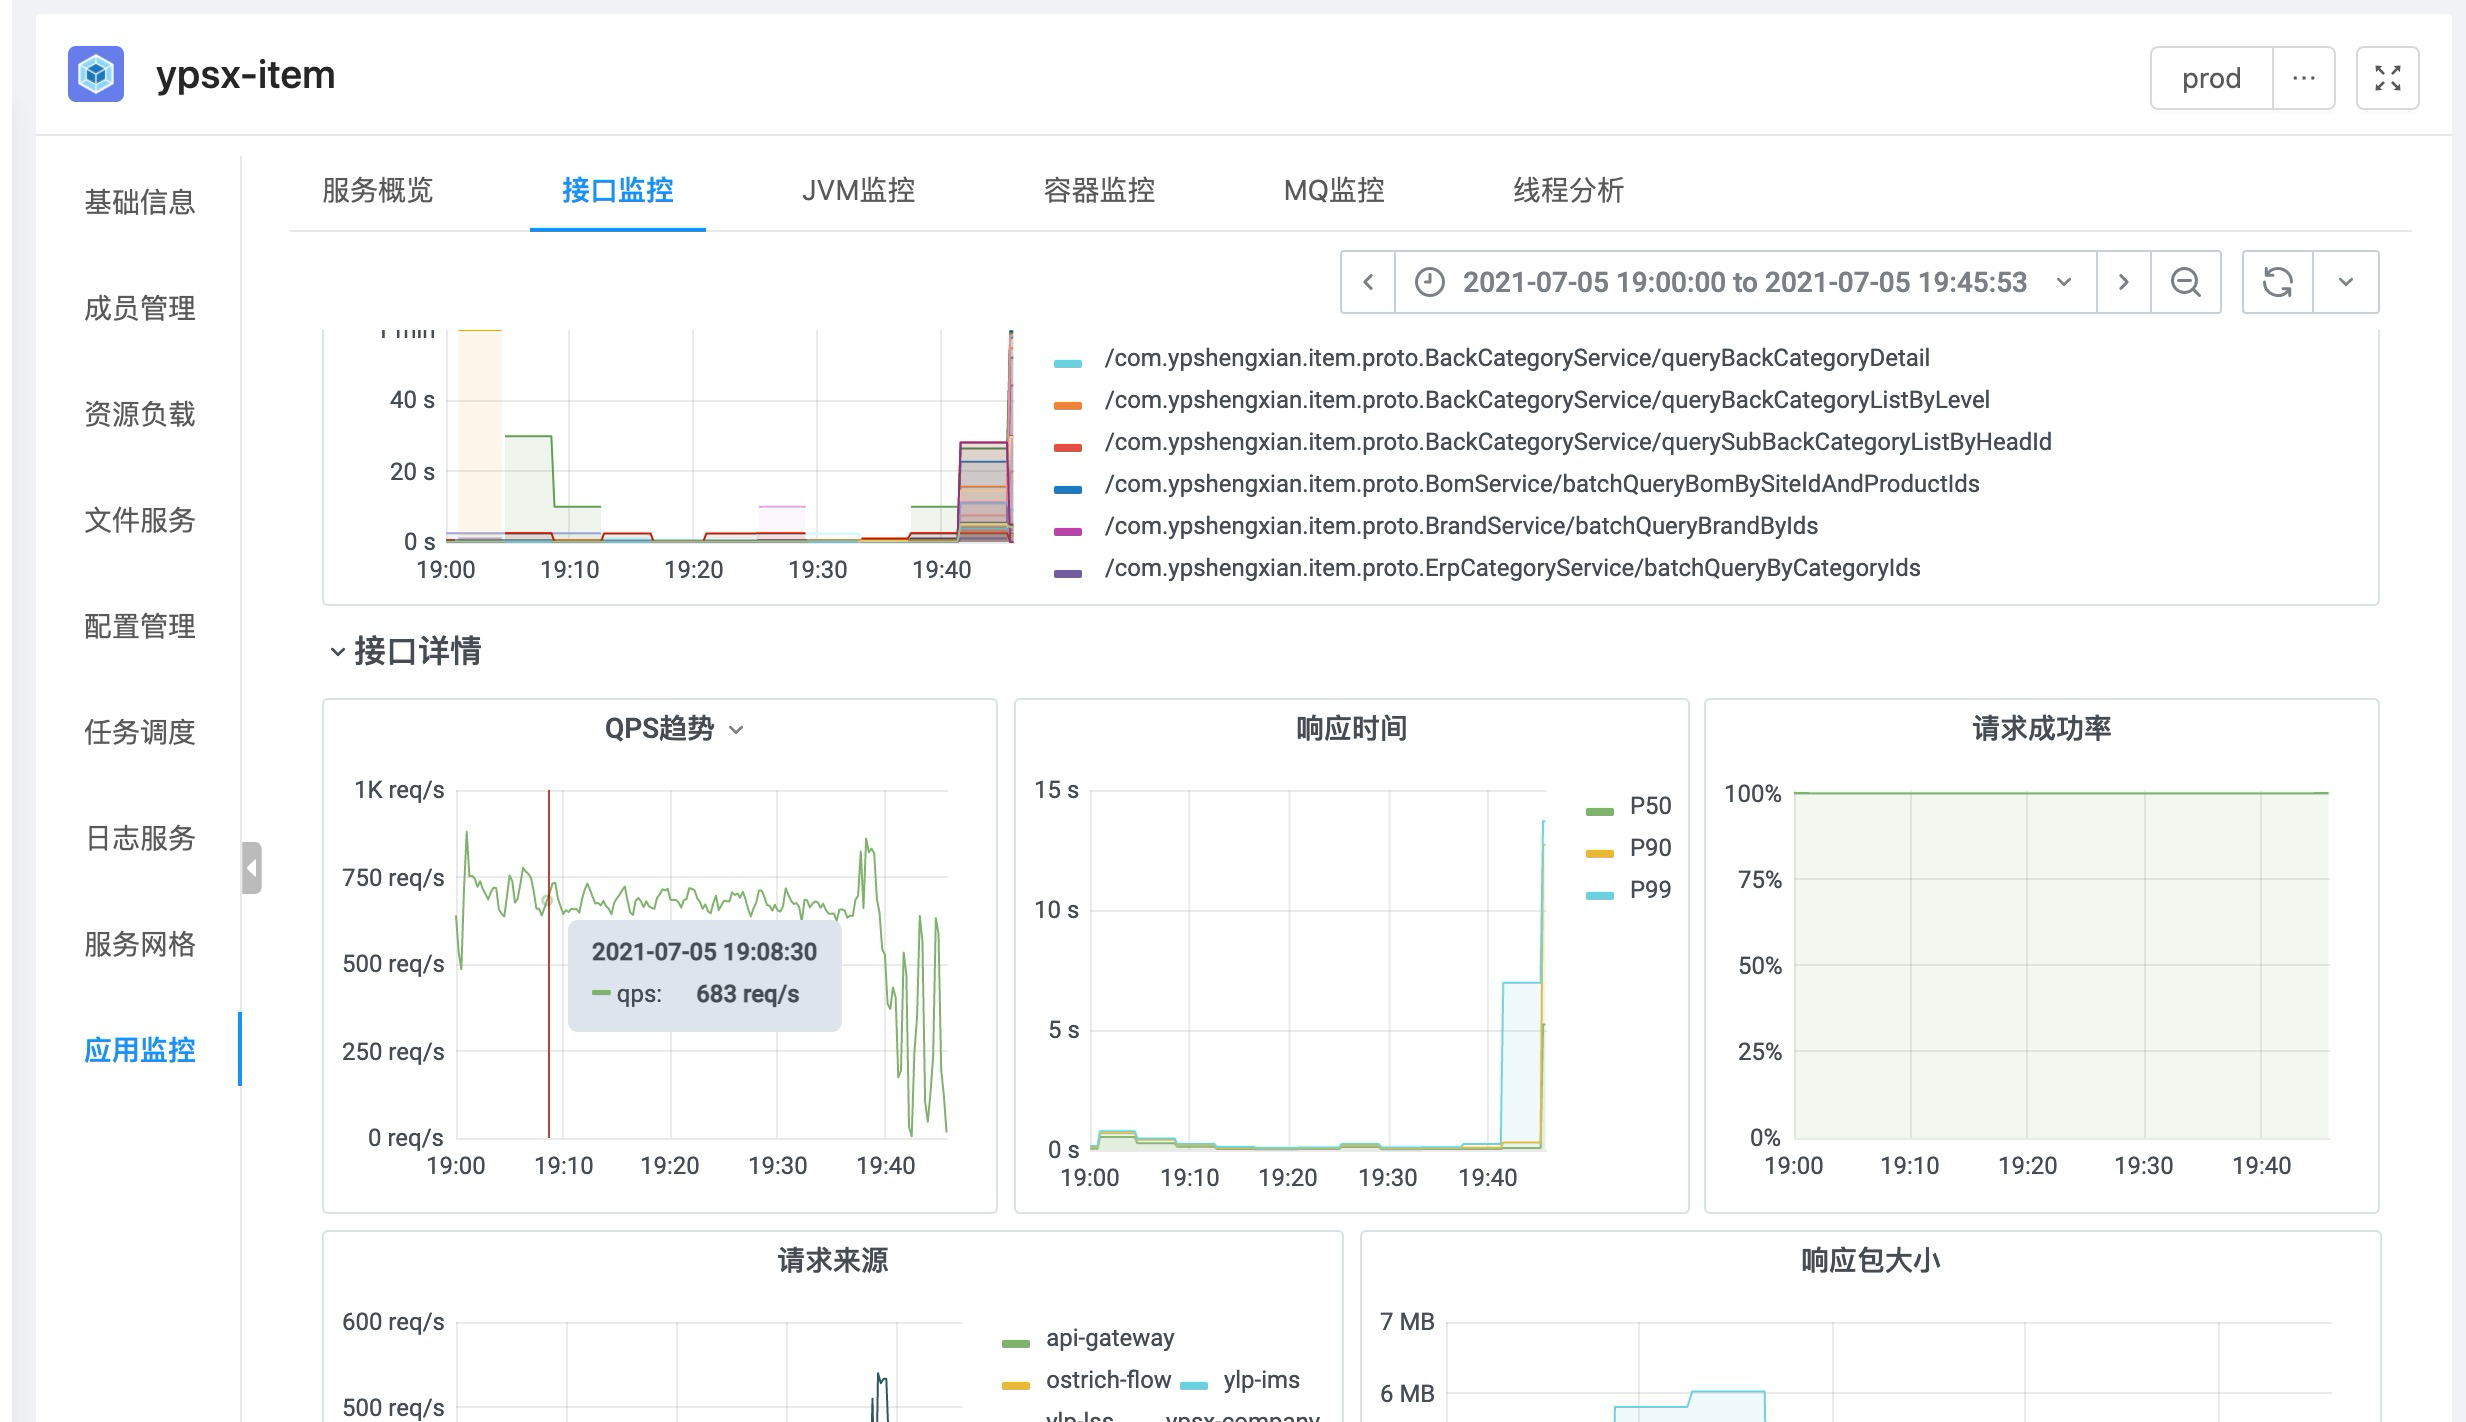 ypsx-item
prod ···
基础信息
成员管理
资源负载
文件服务
配置管理
任务调度
日志服务
服务网格
应用监控
服务概览 接口监控 JVM监控 容器监控 MQ监控 线程分析
2021-07-05 19:00:00 to 2021-07-05 19:45:53
1 min
40 s
20 s
0 s
19:00 19:10 19:20 19:30 19:40
/com.ypshengxian.item.proto.BackCategoryService/queryBackCategoryDetail
/com.ypshengxian.item.proto.BackCategoryService/queryBackCategoryListByLevel
/com.ypshengxian.item.proto.BackCategoryService/querySubBackCategoryListByHeadId
/com.ypshengxian.item.proto.BomService/batchQueryBomBySiteIdAndProductIds
/com.ypshengxian.item.proto.BrandService/batchQueryBrandByIds
/com.ypshengxian.item.proto.ErpCategoryService/batchQueryByCategoryIds
接口详情
QPS趋势
1K req/s
750 req/s
500 req/s
250 req/s
0 req/s
19:00 19:10 19:20 19:30 19:40
2021-07-05 19:08:30
qps: 683 req/s
响应时间
15 s
10 s
5 s
0 s
19:00 19:10 19:20 19:30 19:40
P50
P90
P99
请求成功率
100%
75%
50%
25%
0%
19:00 19:10 19:20 19:30 19:40
请求来源
600 req/s
500 req/s
api-gateway
ostrich-flow ylp-ims
ylp-lss ypsx-company
响应包大小
7 MB
6 MB